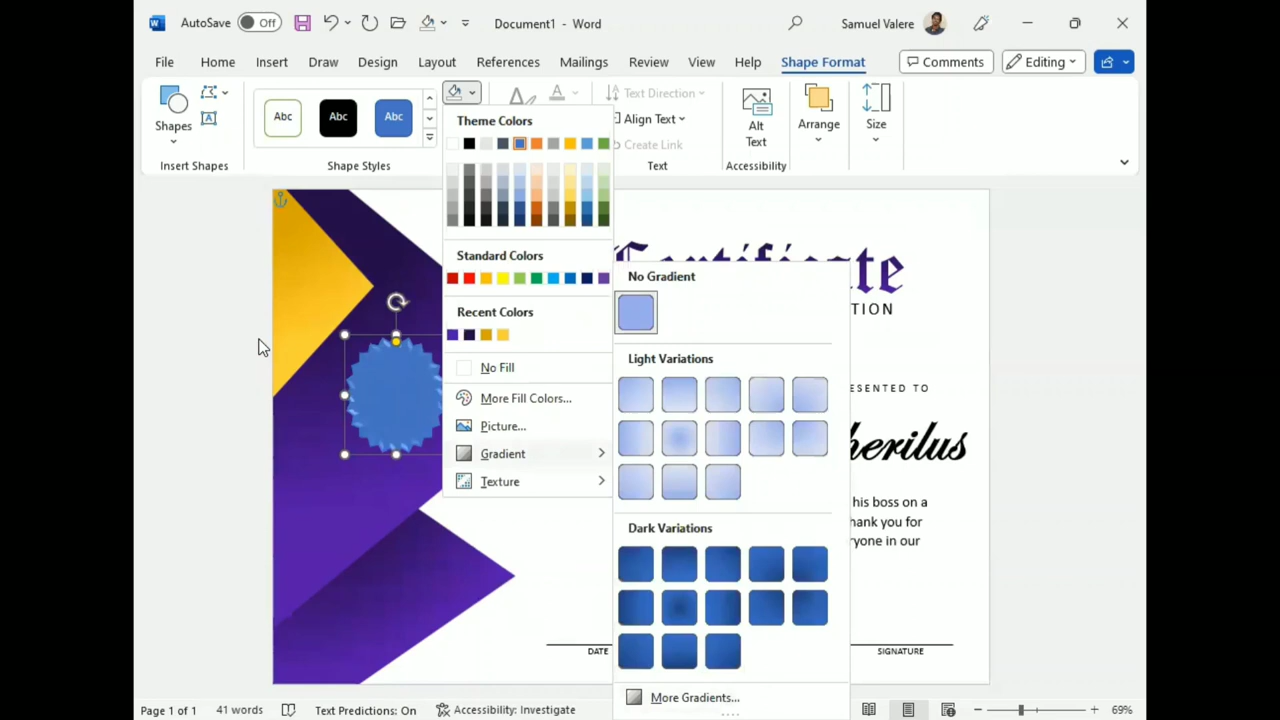 AutoSave Off Document1 - Word Samuel Valere
File Home Insert Draw Design Layout References Mailings Review View Help Shape Format Comments Editing
Shapes
Abc Abc Abc
Text Direction
Align Text
Create Link
Alt Text
Arrange
Size
Insert Shapes Shape Styles Text Accessibility
Theme Colors
Standard Colors
Recent Colors
No Fill
More Fill Colors...
Picture...
Gradient
Texture
No Gradient
Light Variations
Dark Variations
More Gradients...
Certificate
TION
ESENTED TO
herilus
his boss on a
hank you for
eryone in our
DATE SIGNATURE
Page 1 of 1 41 words Text Predictions: On Accessibility: Investigate 69%